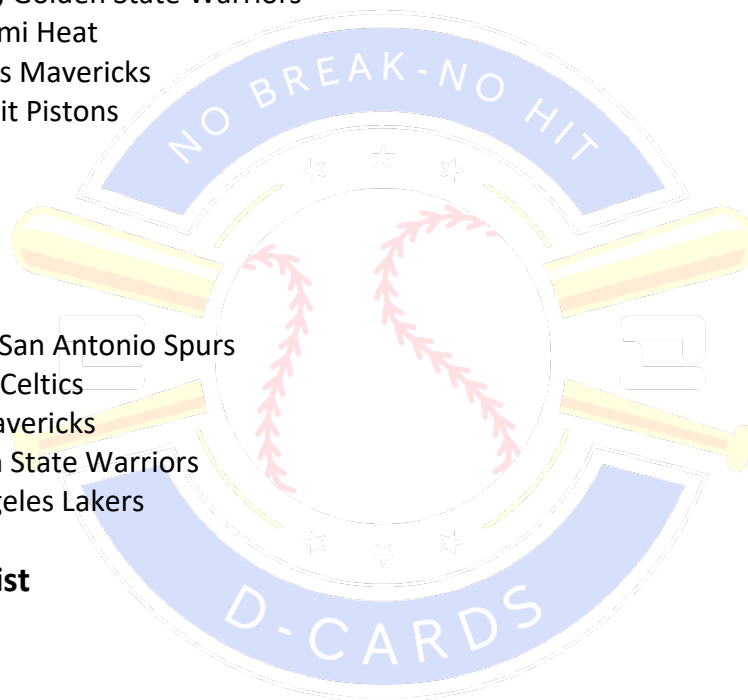 Golden State Warriors
mi Heat
s Mavericks
it Pistons
NO BREAK-NO HIT
San Antonio Spurs
Celtics
avericks
State Warriors
geles Lakers
ist
D-CARDS